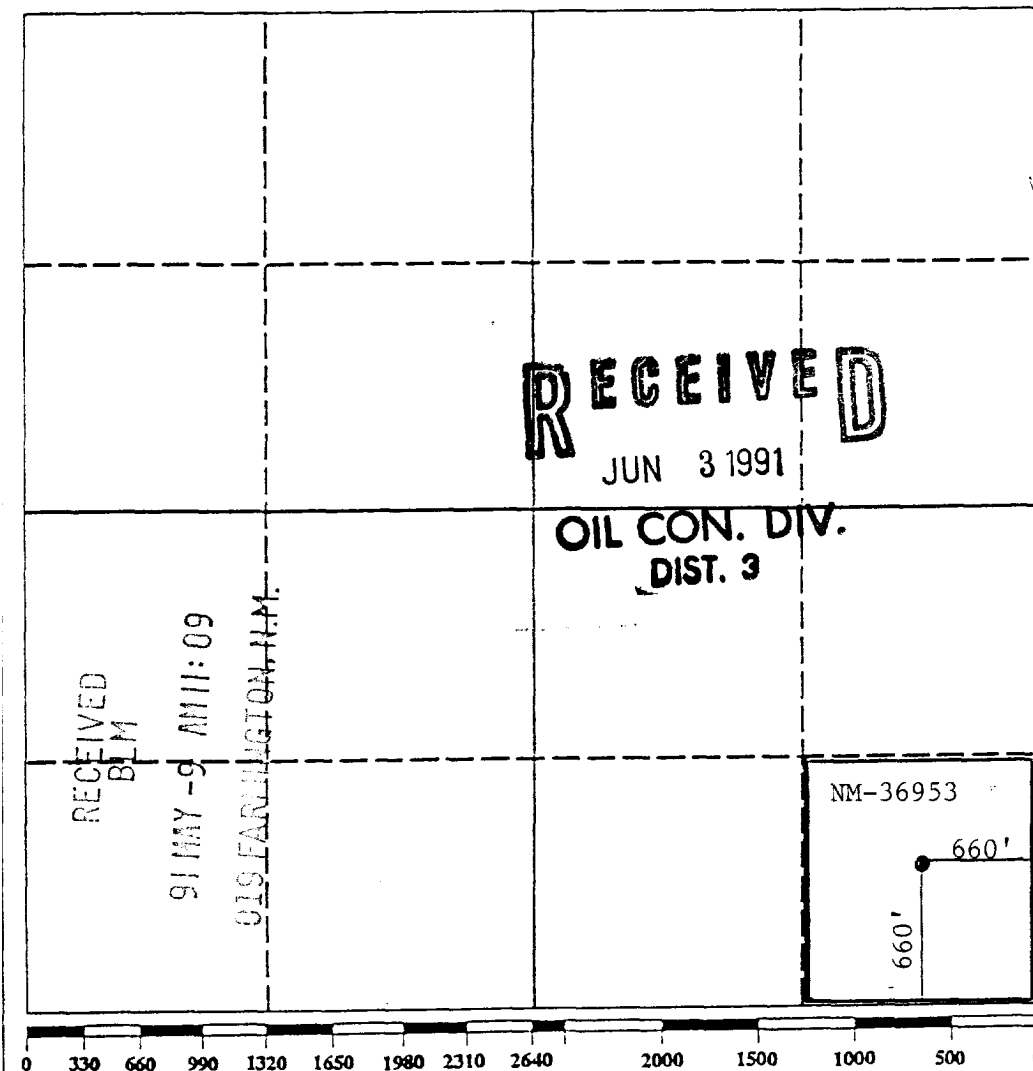 RECEIVED
JUN 3 1991
OIL CON. DIV.
DIST. 3
RECEIVED
BLM
91 MAY -9 AM 11:09
019 FARMINGTON, N.M.
NM-36953
660'
660'
0 330 660 990 1320 1650 1980 2310 2640 2000 1500 1000 500